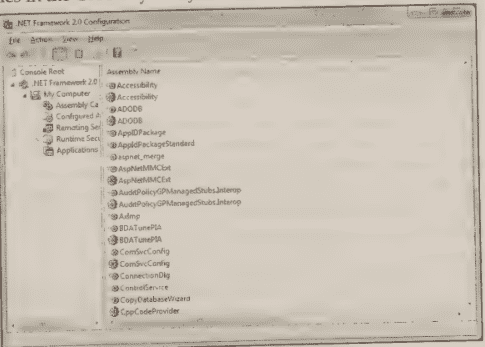 .NET Framework 2.0 Configuration
File Action View Help
Console Root
.NET Framework 2.0
My Computer
Assembly Ca
Configured A
Remoting Ser
Runtime Secu
Applications
Assembly Name
Accessibility
Accessibility
ADODB
ADODB
AppIDPackage
AppIdPackageStandard
aspnet_merge
AspNetMMCExt
AspNetMMCExt
AuditPolicyGPManagedStubs.Interop
AuditPolicyGPManagedStubs.Interop
AxImp
BDATunePIA
BDATunePIA
ComSvcConfig
ComSvcConfig
ConnectionDlg
ControlService
CopyDatabaseWizard
CppCodeProvider